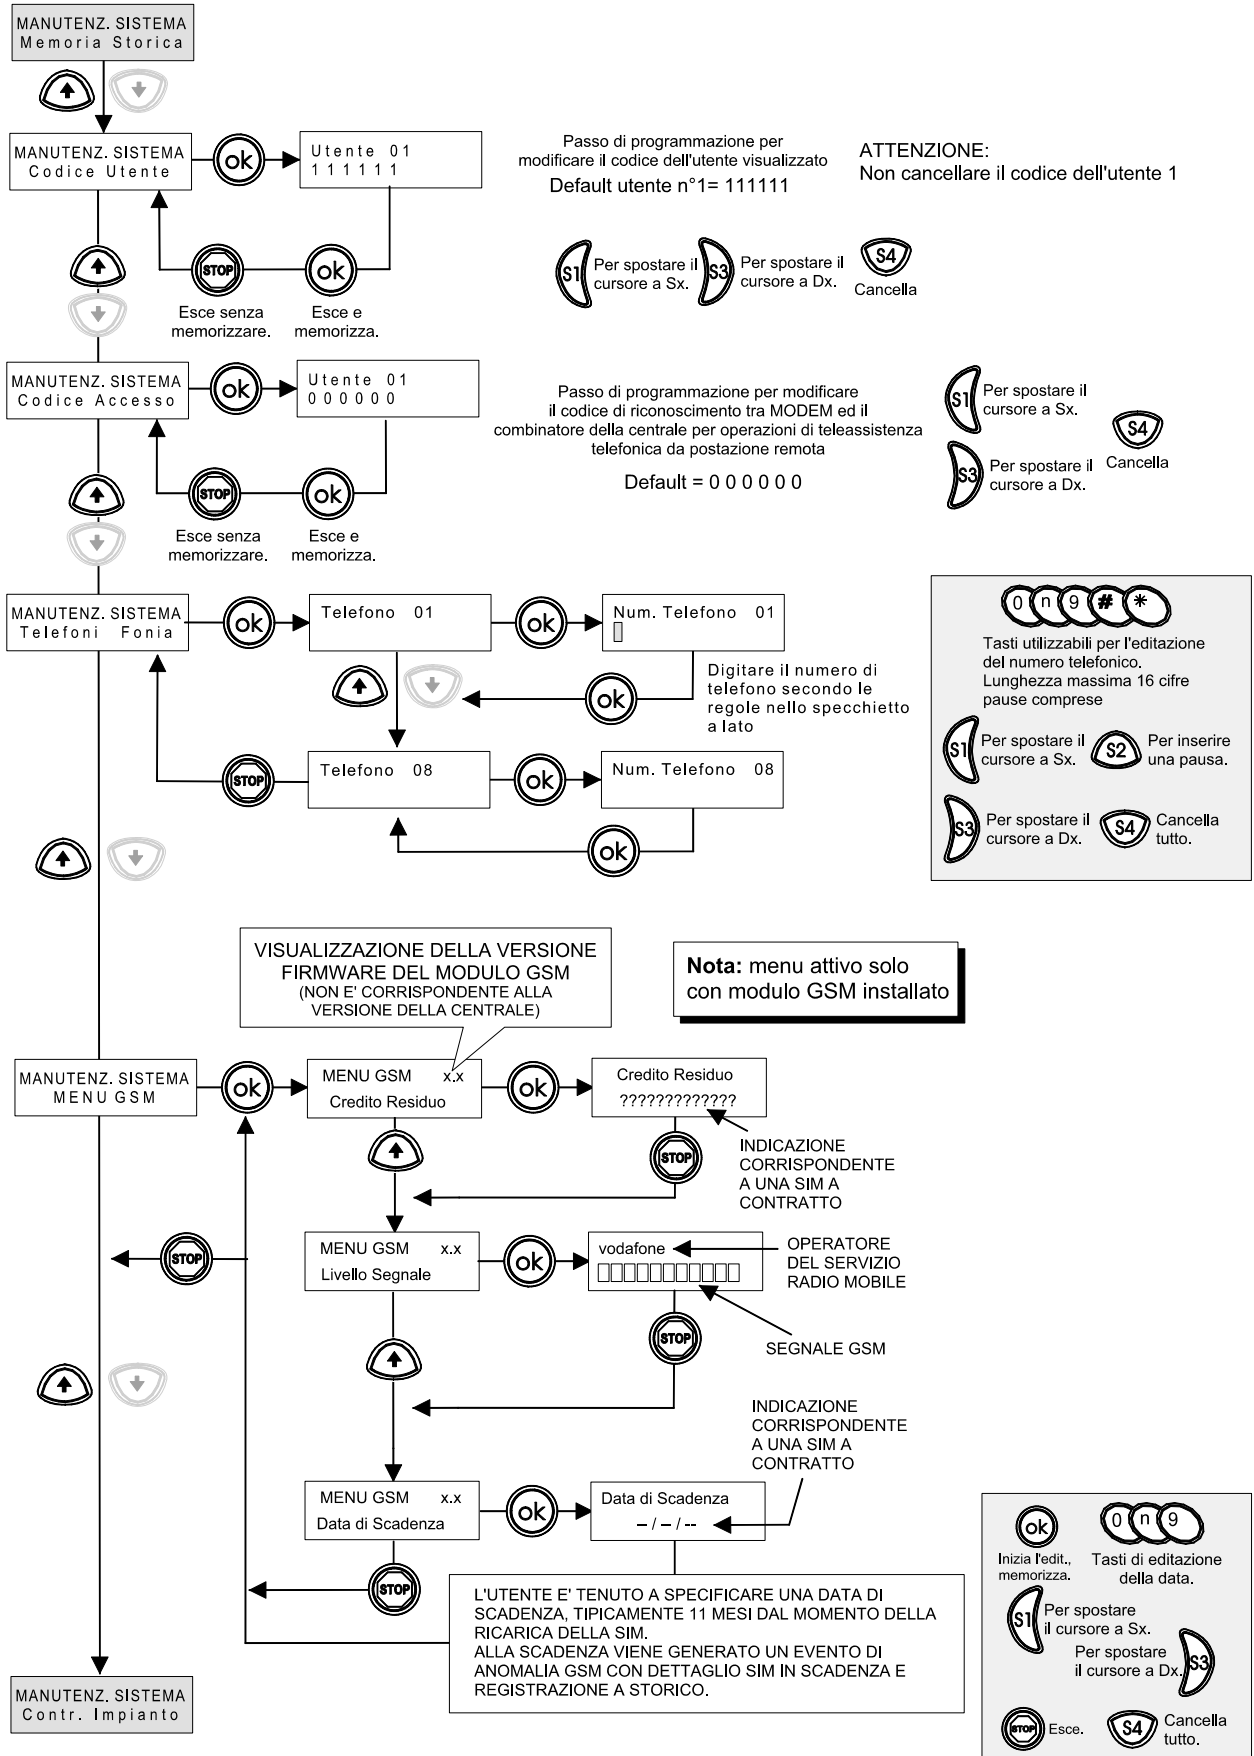 MANUTENZ. SISTEMA
Memoria Storica
MANUTENZ. SISTEMA
Codice Utente
ok
Utente 01
1 1 1 1 1 1
STOP
ok
Esce senza
memorizzare.
Esce e
memorizza.
Passo di programmazione per
modificare il codice dell'utente visualizzato
Default utente n°1= 111111
ATTENZIONE:
Non cancellare il codice dell'utente 1
S1
Per spostare il
cursore a Sx.
S3
Per spostare il
cursore a Dx.
S4
Cancella
MANUTENZ. SISTEMA
Codice Accesso
ok
Utente 01
0 0 0 0 0 0
STOP
ok
Esce senza
memorizzare.
Esce e
memorizza.
Passo di programmazione per modificare
il codice di riconoscimento tra MODEM ed il
combinatore della centrale per operazioni di teleassistenza
telefonica da postazione remota
Default = 0 0 0 0 0 0
S1
Per spostare il
cursore a Sx.
S3
Per spostare il
cursore a Dx.
S4
Cancella
MANUTENZ. SISTEMA
Telefoni Fonia
ok
Telefono 01
ok
Num. Telefono 01
ok
Digitare il numero di
telefono secondo le
regole nello specchietto
a lato
STOP
Telefono 08
ok
Num. Telefono 08
ok
0 n 9 # *
Tasti utilizzabili per l'editazione
del numero telefonico.
Lunghezza massima 16 cifre
pause comprese
S1
Per spostare il
cursore a Sx.
S2
Per inserire
una pausa.
S3
Per spostare il
cursore a Dx.
S4
Cancella
tutto.
VISUALIZZAZIONE DELLA VERSIONE
FIRMWARE DEL MODULO GSM
(NON E' CORRISPONDENTE ALLA
VERSIONE DELLA CENTRALE)
Nota: menu attivo solo
con modulo GSM installato
MANUTENZ. SISTEMA
MENU GSM
ok
MENU GSM x.x
Credito Residuo
ok
Credito Residuo
?????????????
STOP
INDICAZIONE
CORRISPONDENTE
A UNA SIM A
CONTRATTO
STOP
MENU GSM x.x
Livello Segnale
ok
vodafone
OPERATORE
DEL SERVIZIO
RADIO MOBILE
STOP
SEGNALE GSM
INDICAZIONE
CORRISPONDENTE
A UNA SIM A
CONTRATTO
MENU GSM x.x
Data di Scadenza
ok
Data di Scadenza
– / – / --
STOP
L'UTENTE E' TENUTO A SPECIFICARE UNA DATA DI
SCADENZA, TIPICAMENTE 11 MESI DAL MOMENTO DELLA
RICARICA DELLA SIM.
ALLA SCADENZA VIENE GENERATO UN EVENTO DI
ANOMALIA GSM CON DETTAGLIO SIM IN SCADENZA E
REGISTRAZIONE A STORICO.
MANUTENZ. SISTEMA
Contr. Impianto
ok
Inizia l'edit.,
memorizza.
0 n 9
Tasti di editazione
della data.
S1
Per spostare
il cursore a Sx.
Per spostare
il cursore a Dx.
S3
STOP
Esce.
S4
Cancella
tutto.